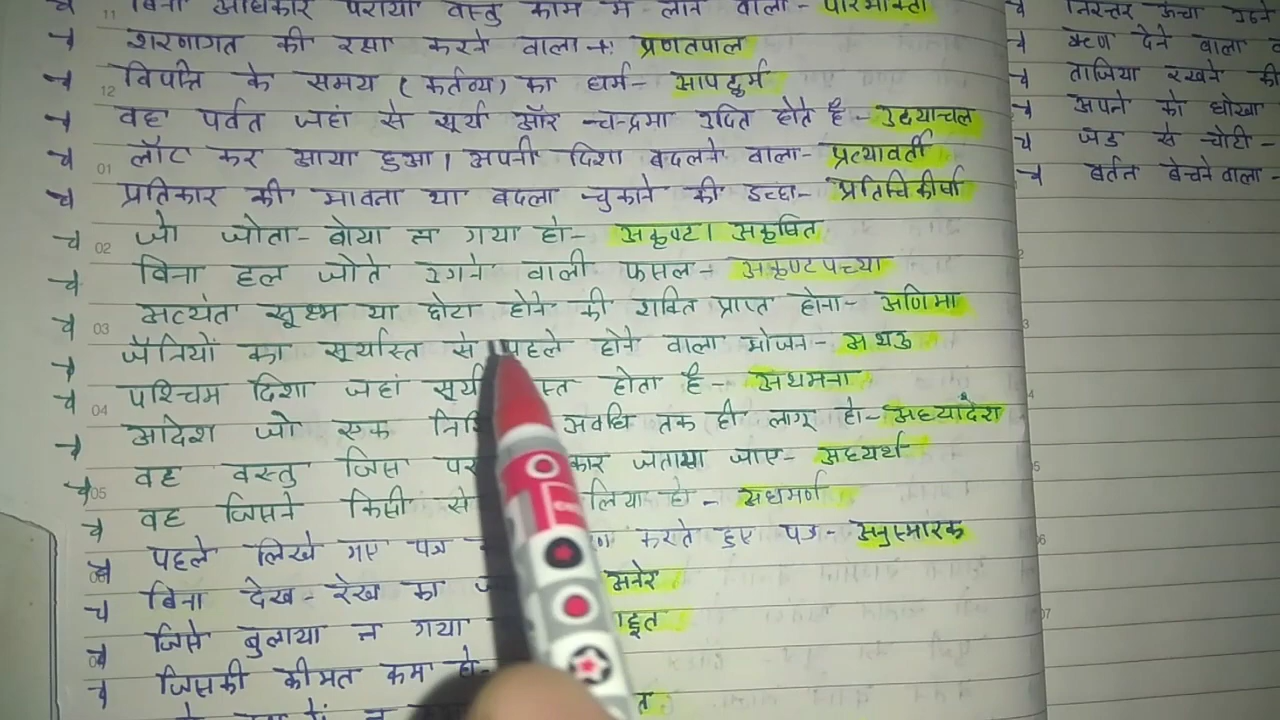 बिना अधिकार पराया वस्तु काम में लाने वाला-
शरणागत की रक्षा करने वाला - प्रणतपाल
विपत्ति के समय (कर्तव्य) का धर्म- आपद्धर्म
वह पर्वत जहां से सूर्य और चन्द्रमा उदित होते है- उदयाचल
लौट कर आया हुआ। अपनी दिशा बदलने वाला- प्रत्यावर्ती
प्रतिकार की भावना या बदला चुकाने की इच्छा- प्रतिचिकीर्षा
जो जोता-बोया न गया हो- अकृष्ट। अकृषित
बिना हल जोते उगने वाली फसल- अकृष्टपच्या
अत्यंत सूक्ष्म या छोटा होने की शक्ति प्राप्त होना- अणिमा
जैनियों का सूर्यास्त से पहले होने वाला भोजन- अथउ
पश्चिम दिशा जहां सूर्य स्त होता है- अथमना
आदेश जो एक अवधि तक ही लागू हो- अध्यादेश
वह वस्तु जिस पर कार जताया जाए- अध्यर्थ
वह जिसने किसी से लिया हो- अधमर्ण
पहले लिखे गए पत्र करते हुए पत्र- अनुस्मारक
बिना देख-रेख का अनेर
जिसे बुलाया न गया हूत
जिसकी कीमत कम हो-
निरन्तर ऊंचा उठने
ऋण देने वाला
ताजिया रखने की
अपने को धोखा
जड से चोटी-
बर्तन बेचने वाला-